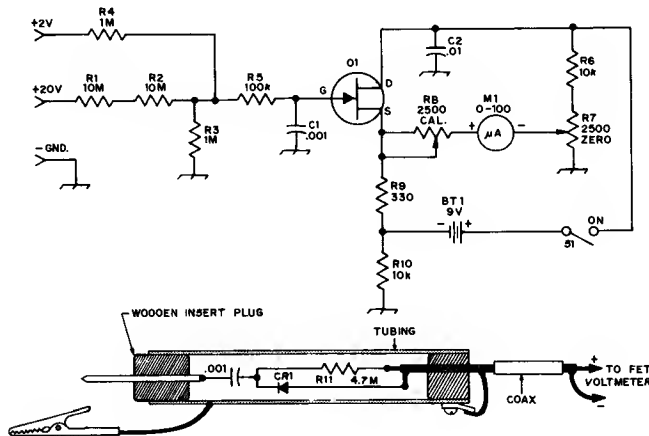 +2V
R4
1M
+20V
R1
10M
R2
10M
R5
100k
R3
1M
-GND.
C1
.001
Q1
G
D
S
C2
.01
R8
2500
CAL.
+
M1
0-100
μA
-
R6
10k
R7
2500
ZERO
R9
330
BT1
9V
-
+
ON
S1
R10
10k
WOODEN INSERT PLUG
TUBING
.001
CR1
R11
4.7M
COAX
+
TO FET
VOLTMETER
-